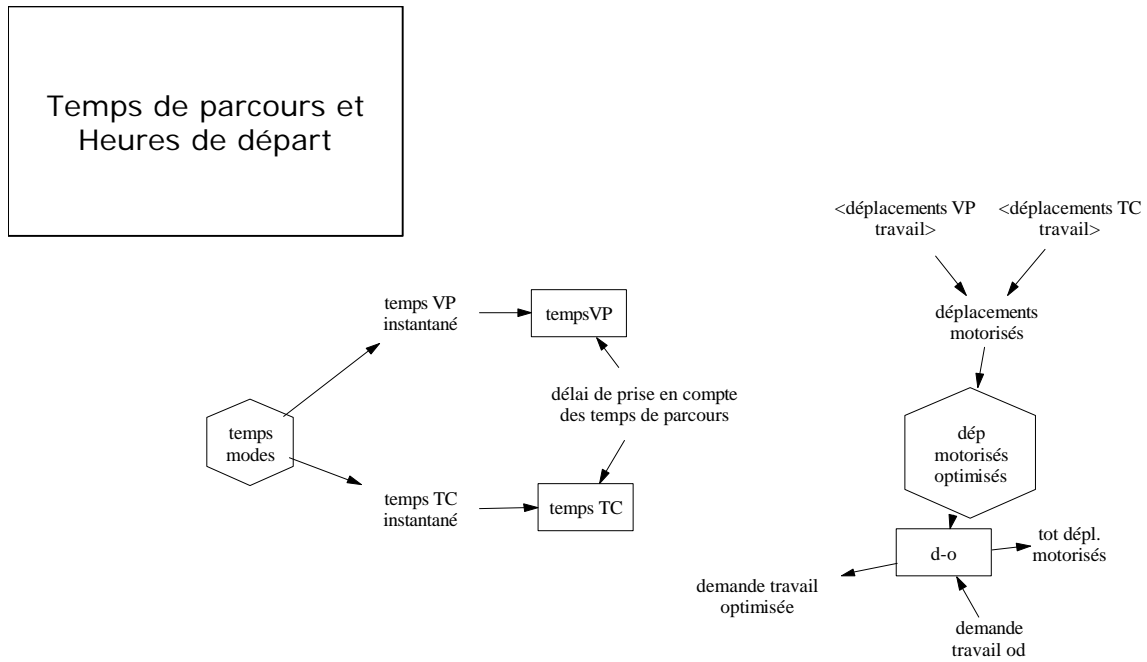 Temps de parcours et
Heures de départ
<déplacements VP
travail>
<déplacements TC
travail>
déplacements
motorisés
temps VP
instantané
tempsVP
délai de prise en compte
des temps de parcours
temps
modes
temps TC
instantané
temps TC
dép
motorisés
optimisés
d-o
tot dépl.
motorisés
demande travail
optimisée
demande
travail od